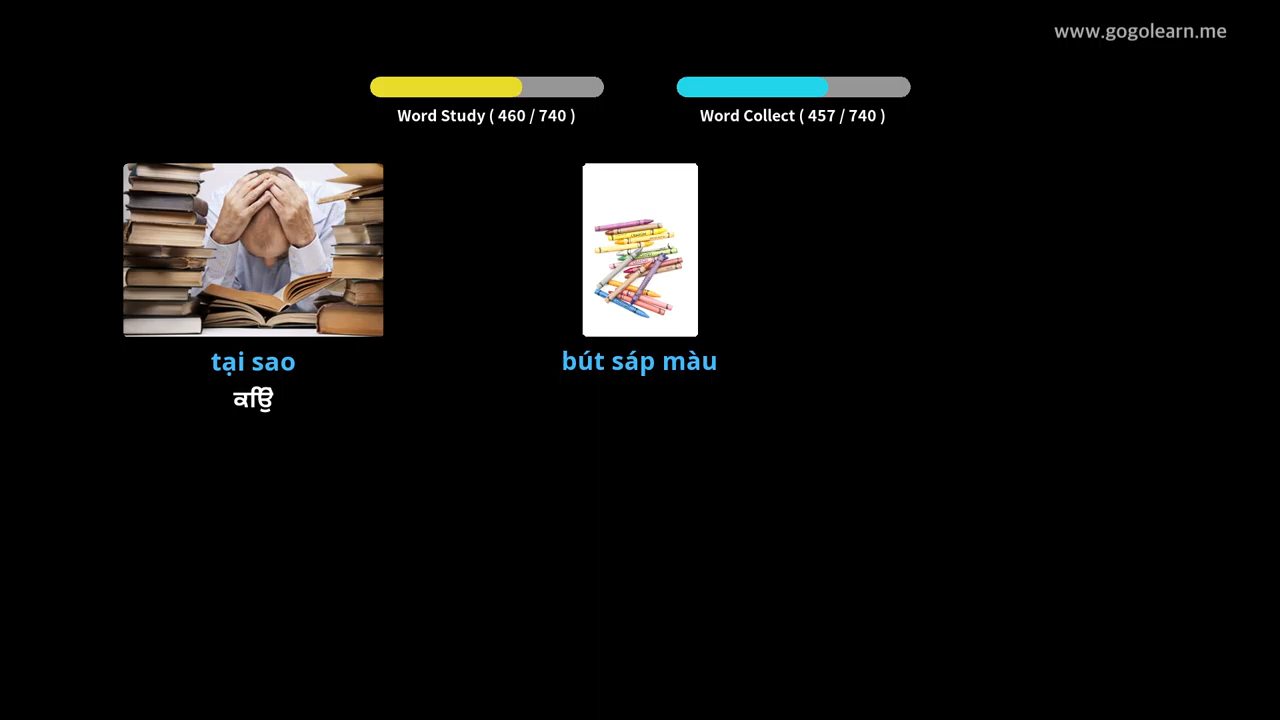 www.gogolearn.me
Word Study ( 460 / 740 )
Word Collect ( 457 / 740 )
tại sao
bút sáp màu
ਕਉਿਂ